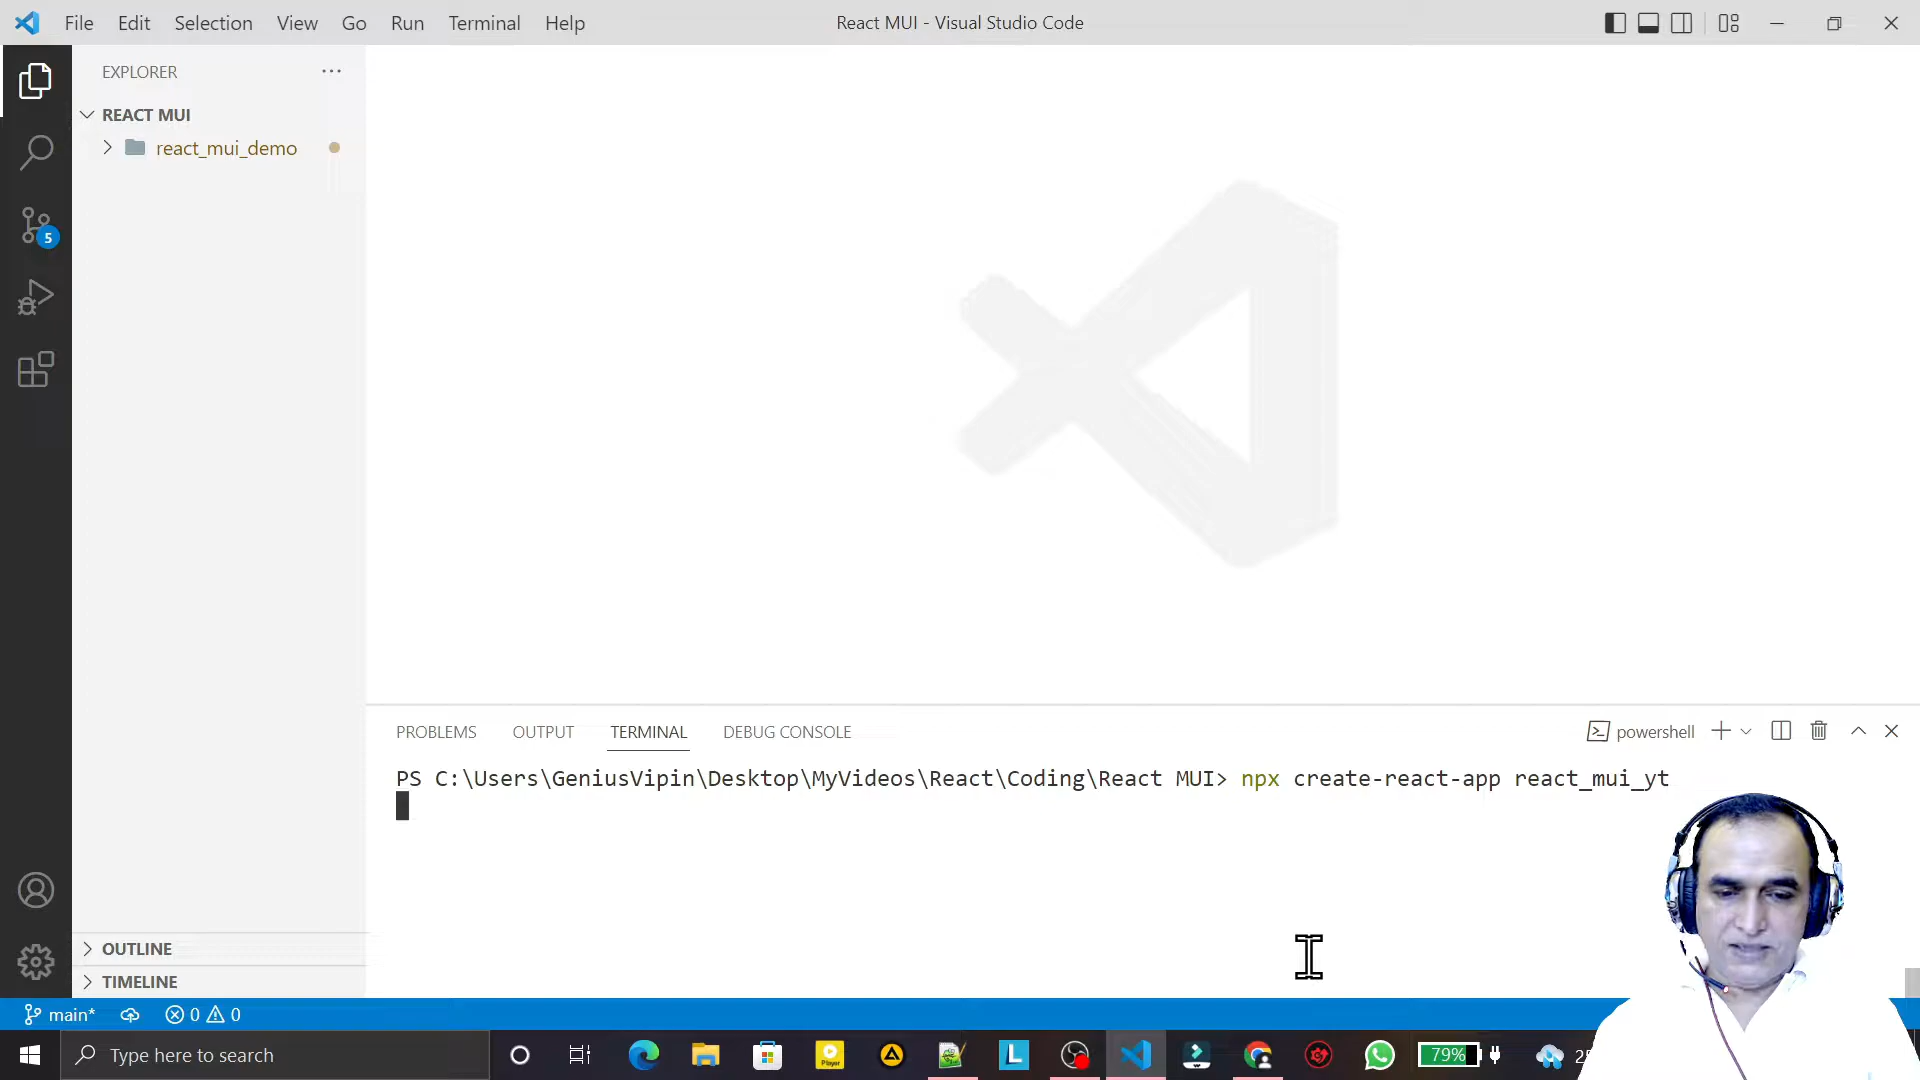 File Edit Selection View Go Run Terminal Help
React MUI - Visual Studio Code
EXPLORER
REACT MUI
react_mui_demo
5
PROBLEMS OUTPUT TERMINAL DEBUG CONSOLE
powershell
PS C:\Users\GeniusVipin\Desktop\MyVideos\React\Coding\React MUI> npx create-react-app react_mui_yt
OUTLINE
TIMELINE
main* 0 0
Type here to search
Player
L
79%